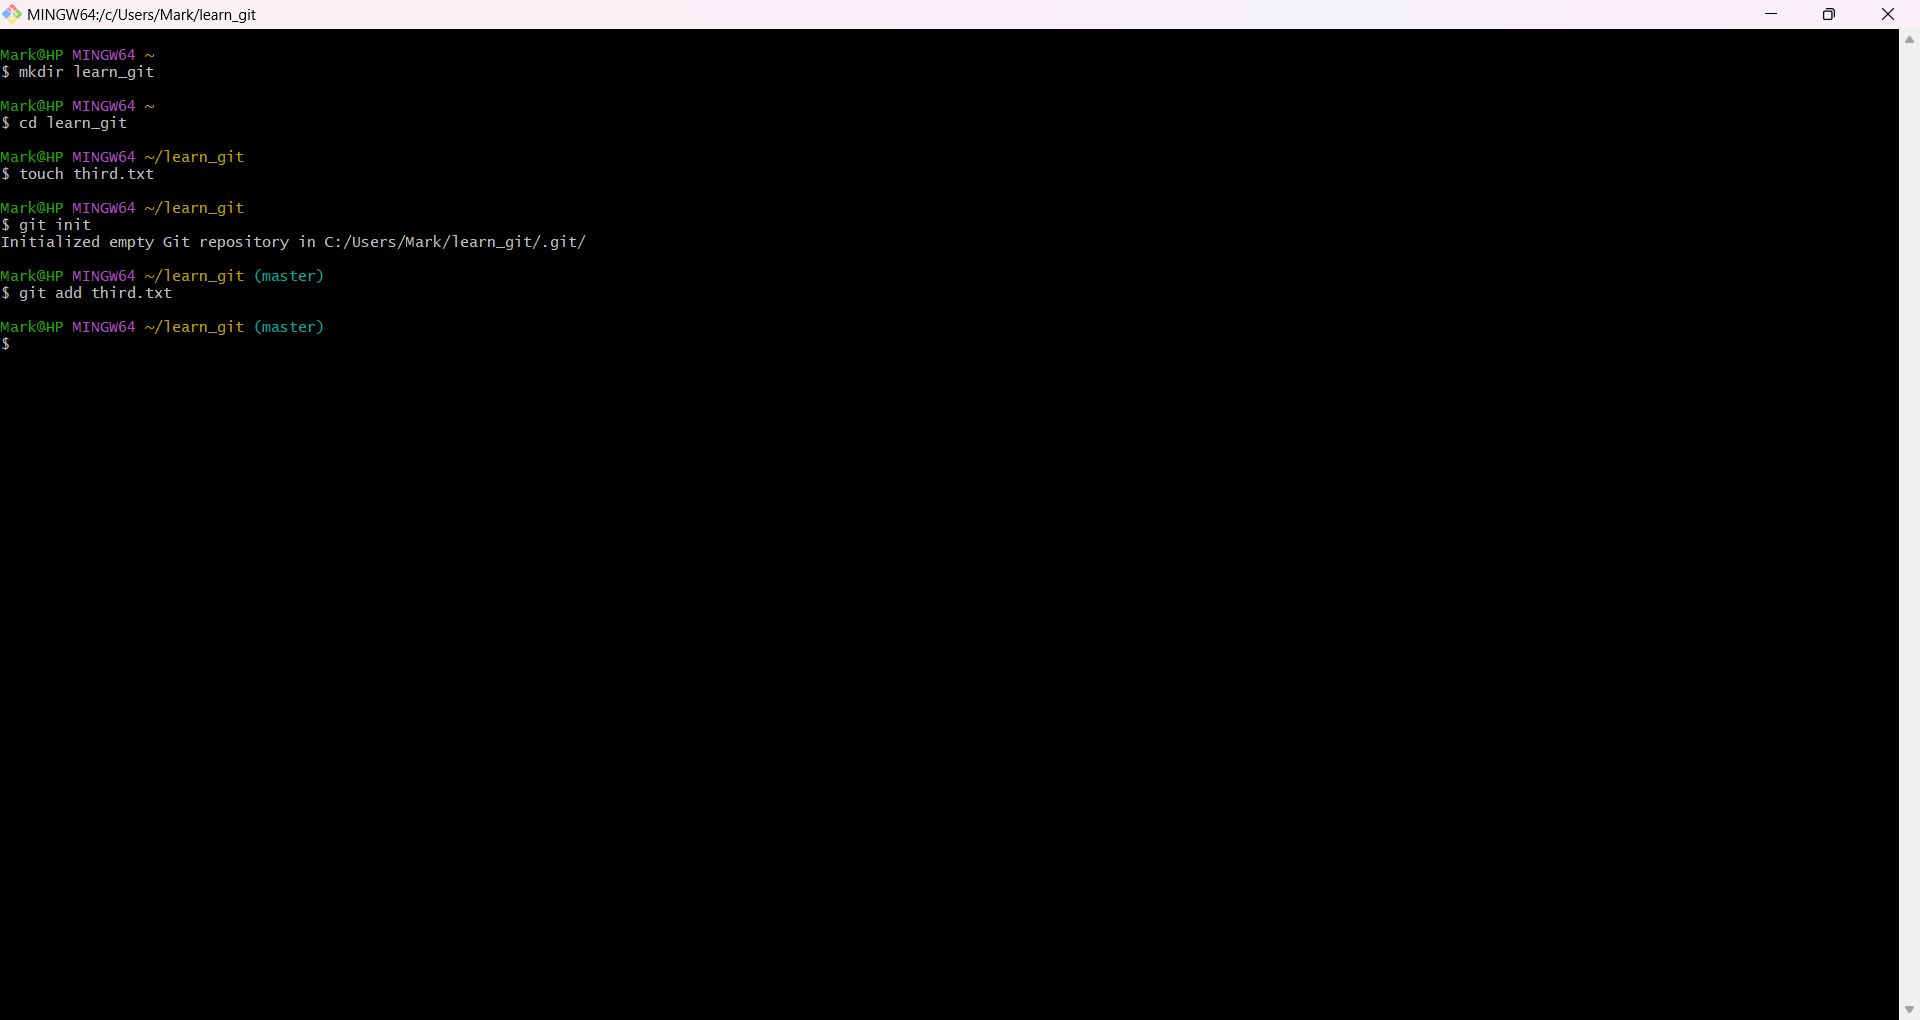 MINGW64:/c/Users/Mark/learn_git
Mark@HP MINGW64 ~
$ mkdir learn_git
Mark@HP MINGW64 ~
$ cd learn_git
Mark@HP MINGW64 ~/learn_git
$ touch third.txt
Mark@HP MINGW64 ~/learn_git
$ git init
Initialized empty Git repository in C:/Users/Mark/learn_git/.git/
Mark@HP MINGW64 ~/learn_git (master)
$ git add third.txt
Mark@HP MINGW64 ~/learn_git (master)
$